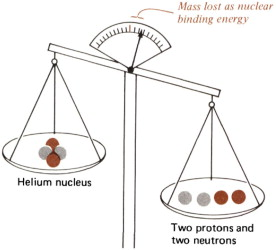 Mass lost as nuclear
binding energy
Helium nucleus
Two protons and
two neutrons